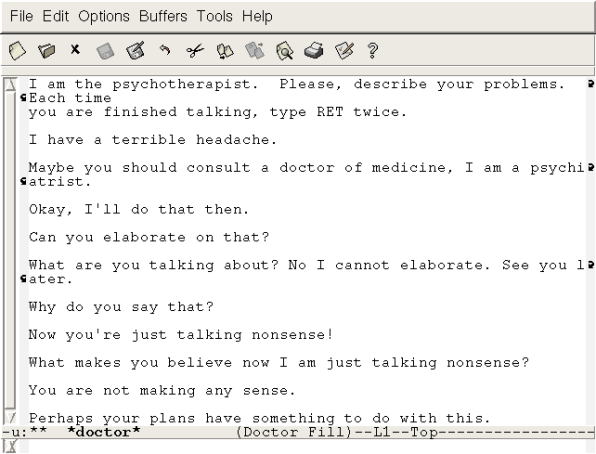 File Edit Options Buffers Tools Help
I am the psychotherapist.  Please, describe your problems.
Each time
you are finished talking, type RET twice.
I have a terrible headache.
Maybe you should consult a doctor of medicine, I am a psychi
atrist.
Okay, I'll do that then.
Can you elaborate on that?
What are you talking about? No I cannot elaborate. See you l
ater.
Why do you say that?
Now you're just talking nonsense!
What makes you believe now I am just talking nonsense?
You are not making any sense.
Perhaps your plans have something to do with this.
-u:**  *doctor*          (Doctor Fill)--L1--Top------------------